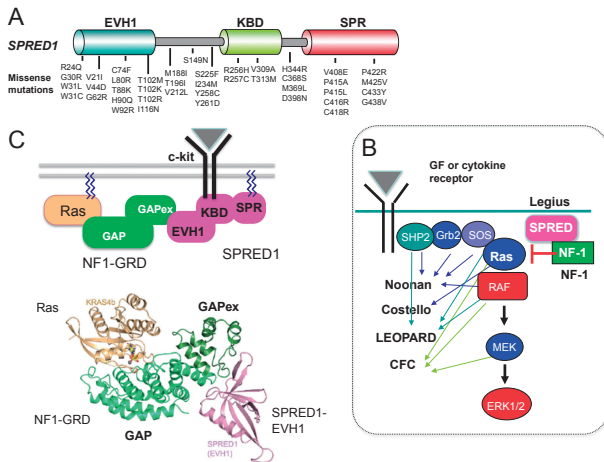 A
EVH1
KBD
SPR
SPRED1
Missense
mutations
R24Q
G30R
W31L
W31C
V21I
V44D
G62R
C74F
L80R
T88K
H90Q
W92R
T102M
T102K
T102R
I116N
M188I
T196I
V212L
S149N
S225F
I234M
Y258C
Y261D
R256H
R257C
V309A
T313M
H344R
C368S
M369L
D398N
V408E
P415A
P415L
C416R
C418R
P422R
M425V
C433Y
G438V
C
c-kit
Ras
GAPex
GAP
KBD
SPR
EVH1
NF1-GRD
SPRED1
Ras
KRAS4b
GAPex
NF1-GRD
GAP
SPRED1-
EVH1
SPRED1
(EVH1)
B
GF or cytokine
receptor
Legius
SHP2
Grb2
SOS
SPRED
Ras
NF-1
NF-1
Noonan
RAF
Costello
LEOPARD
CFC
MEK
ERK1/2